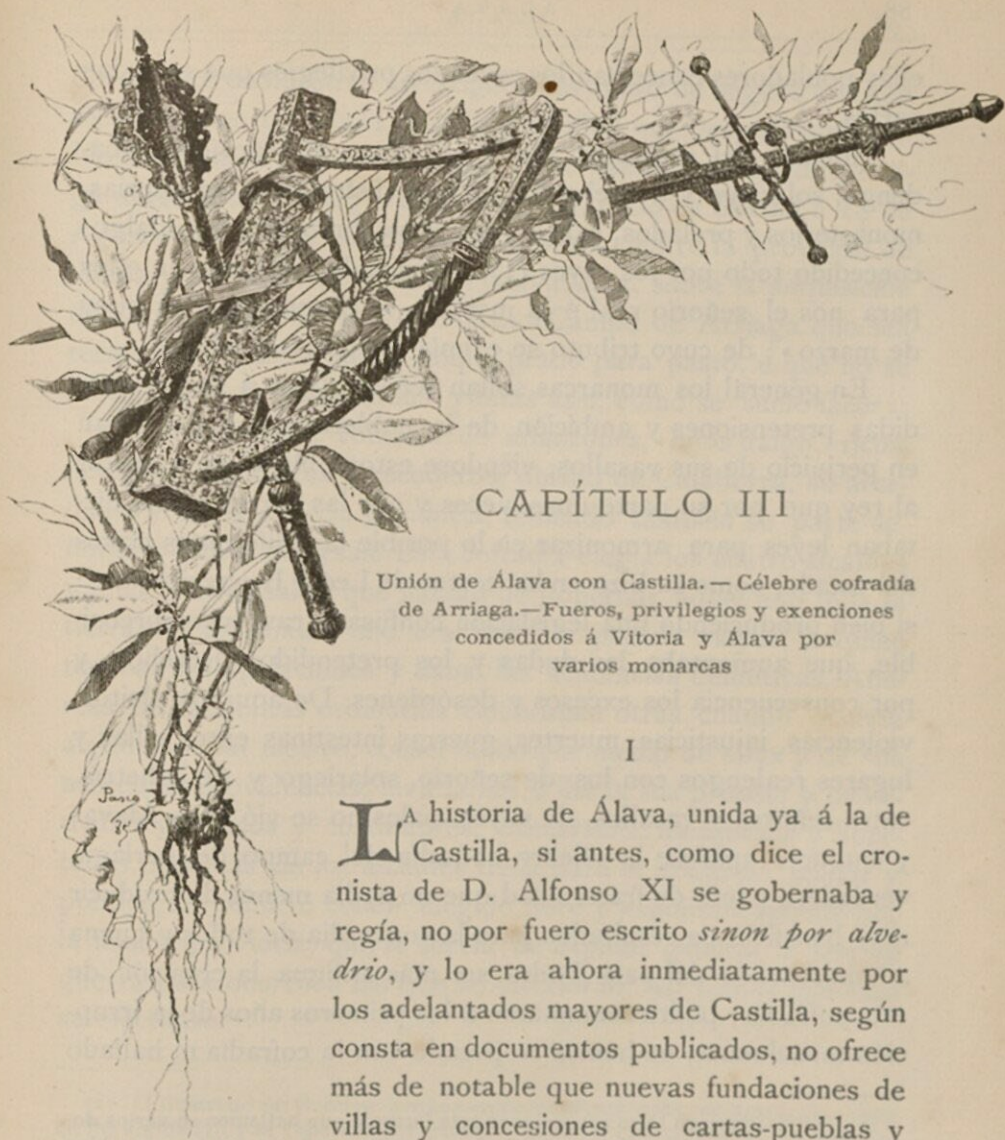 CAPÍTULO III
Unión de Álava con Castilla.—Célebre cofradía
de Arriaga.—Fueros, privilegios y exenciones
concedidos á Vitoria y Álava por
varios monarcas
I
LA historia de Álava, unida ya á la de
Castilla, si antes, como dice el cro-
nista de D. Alfonso XI se gobernaba y
regía, no por fuero escrito sinon por alve-
drio, y lo era ahora inmediatamente por
los adelantados mayores de Castilla, según
consta en documentos publicados, no ofrece
más de notable que nuevas fundaciones de
villas y concesiones de cartas-pueblas y